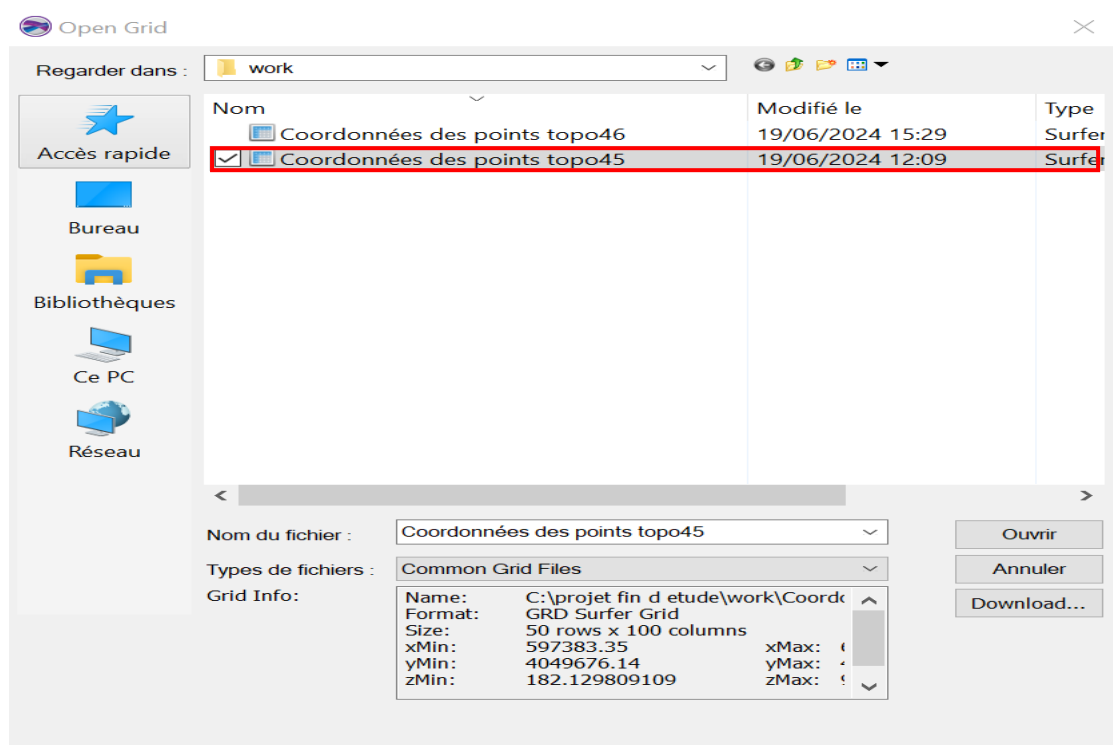 Open Grid
Regarder dans :
work
Nom Modifié le Type
Coordonnées des points topo46 19/06/2024 15:29 Surfer
Coordonnées des points topo45 19/06/2024 12:09 Surfer
Accès rapide
Bureau
Bibliothèques
Ce PC
Réseau
Nom du fichier : Coordonnées des points topo45 Ouvrir
Types de fichiers : Common Grid Files Annuler
Grid Info: Download...
Name: C:\projet fin d etude\work\Coord
Format: GRD Surfer Grid
Size: 50 rows x 100 columns
xMin: 597383.35 xMax:
yMin: 4049676.14 yMax:
zMin: 182.129809109 zMax: